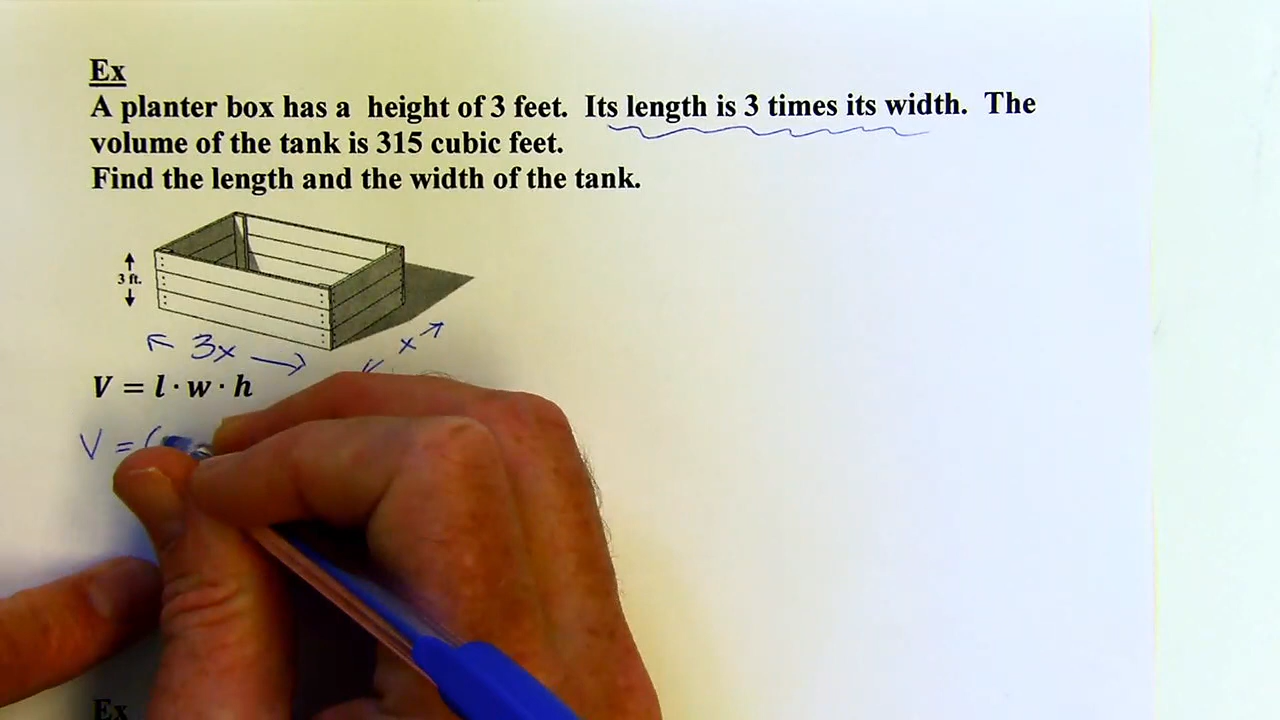 Ex
A planter box has a height of 3 feet. Its length is 3 times its width. The
volume of the tank is 315 cubic feet.
Find the length and the width of the tank.
3 ft.
3x
x
V = l · w · h
V = (
Ex